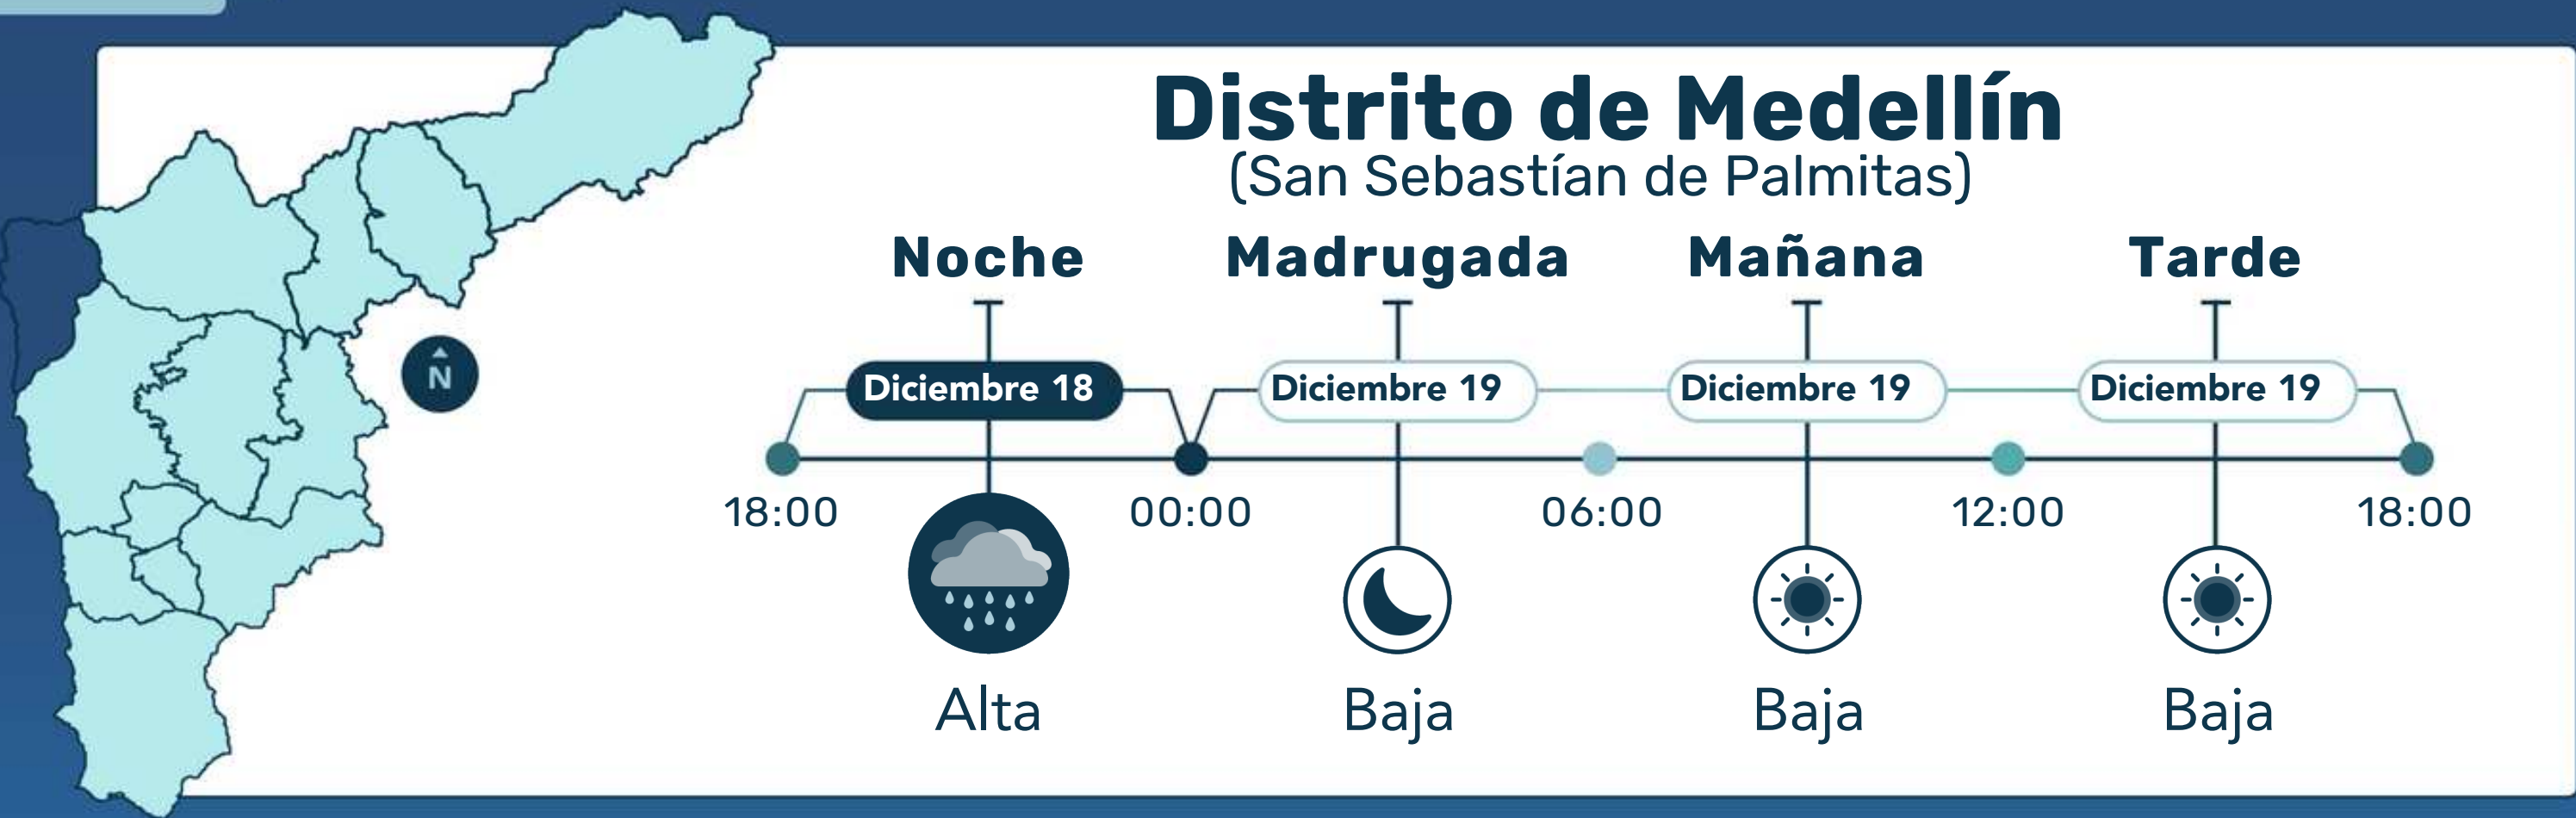 Distrito de Medellín
(San Sebastían de Palmitas)
Noche Madrugada Mañana Tarde
Diciembre 18 Diciembre 19 Diciembre 19 Diciembre 19
N
18:00 00:00 06:00 12:00 18:00
Alta Baja Baja Baja